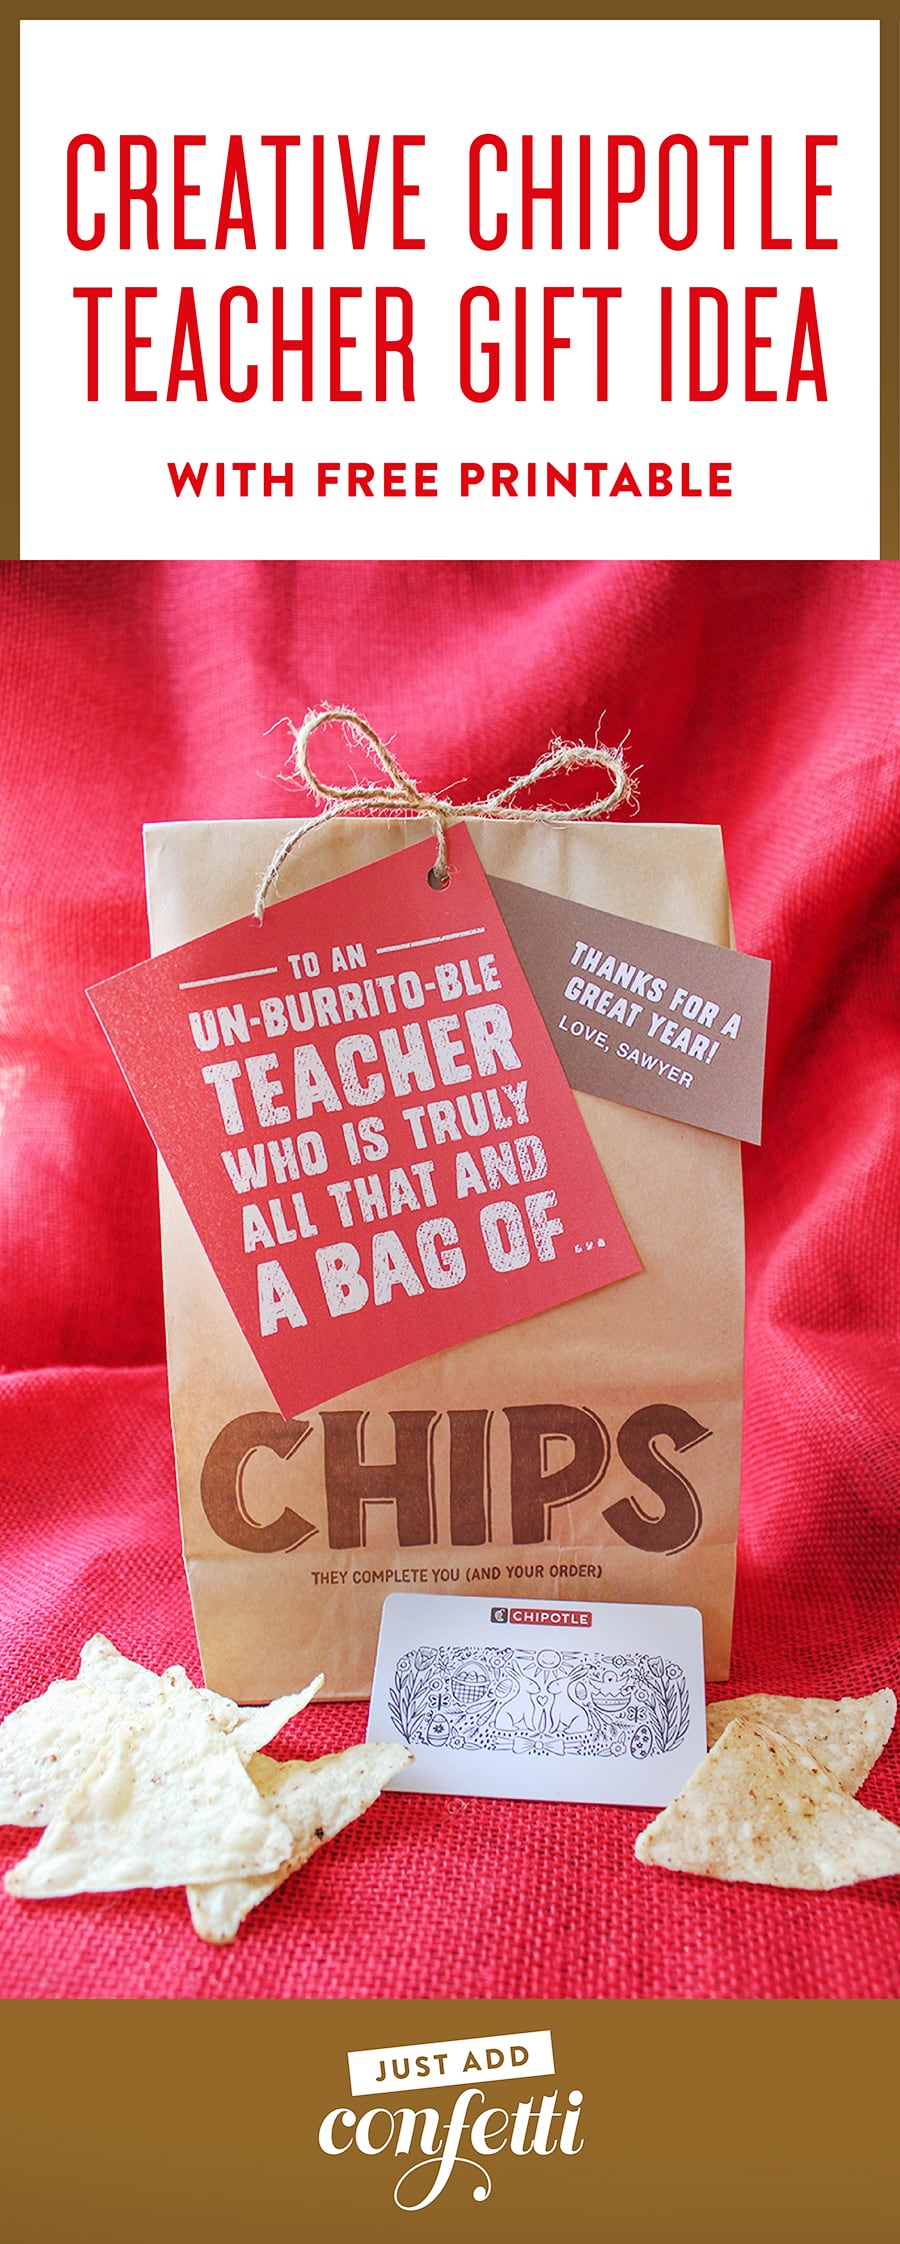 CREATIVE CHIPOTLE
TEACHER GIFT IDEA
WITH FREE PRINTABLE
TO AN
UN-BURRITO-BLE
TEACHER
WHO IS TRULY
ALL THAT AND
A BAG OF...
THANKS FOR A
GREAT YEAR!
LOVE, SAWYER
CHIPS
THEY COMPLETE YOU (AND YOUR ORDER)
CHIPOTLE
JUST ADD
confetti